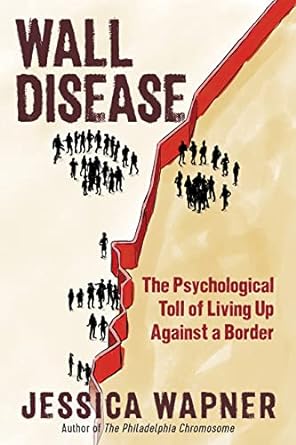 WALL
DISEASE
The Psychological
Toll of Living Up
Against a Border
JESSICA WAPNER
Author of The Philadelphia Chromosome